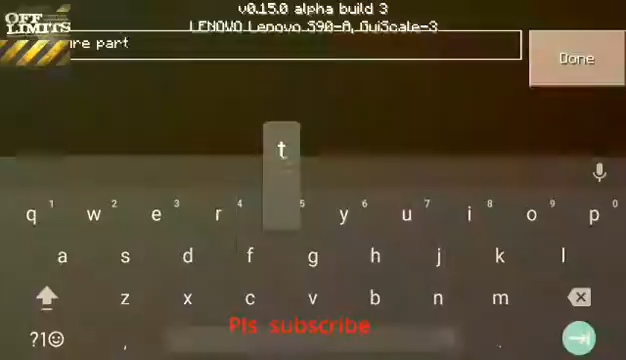 v0.15.0 alpha build 3
LENOVO Lenovo S90-A, GuiScale-3
OFF
LIMITS
part
Done
t
q 1 w 2 e 3 r 4 5 y 6 u 7 i 8 o 9 p 0
a s d f g h j k l
z x c v b n m
Pls subscribe
?1☺ , .